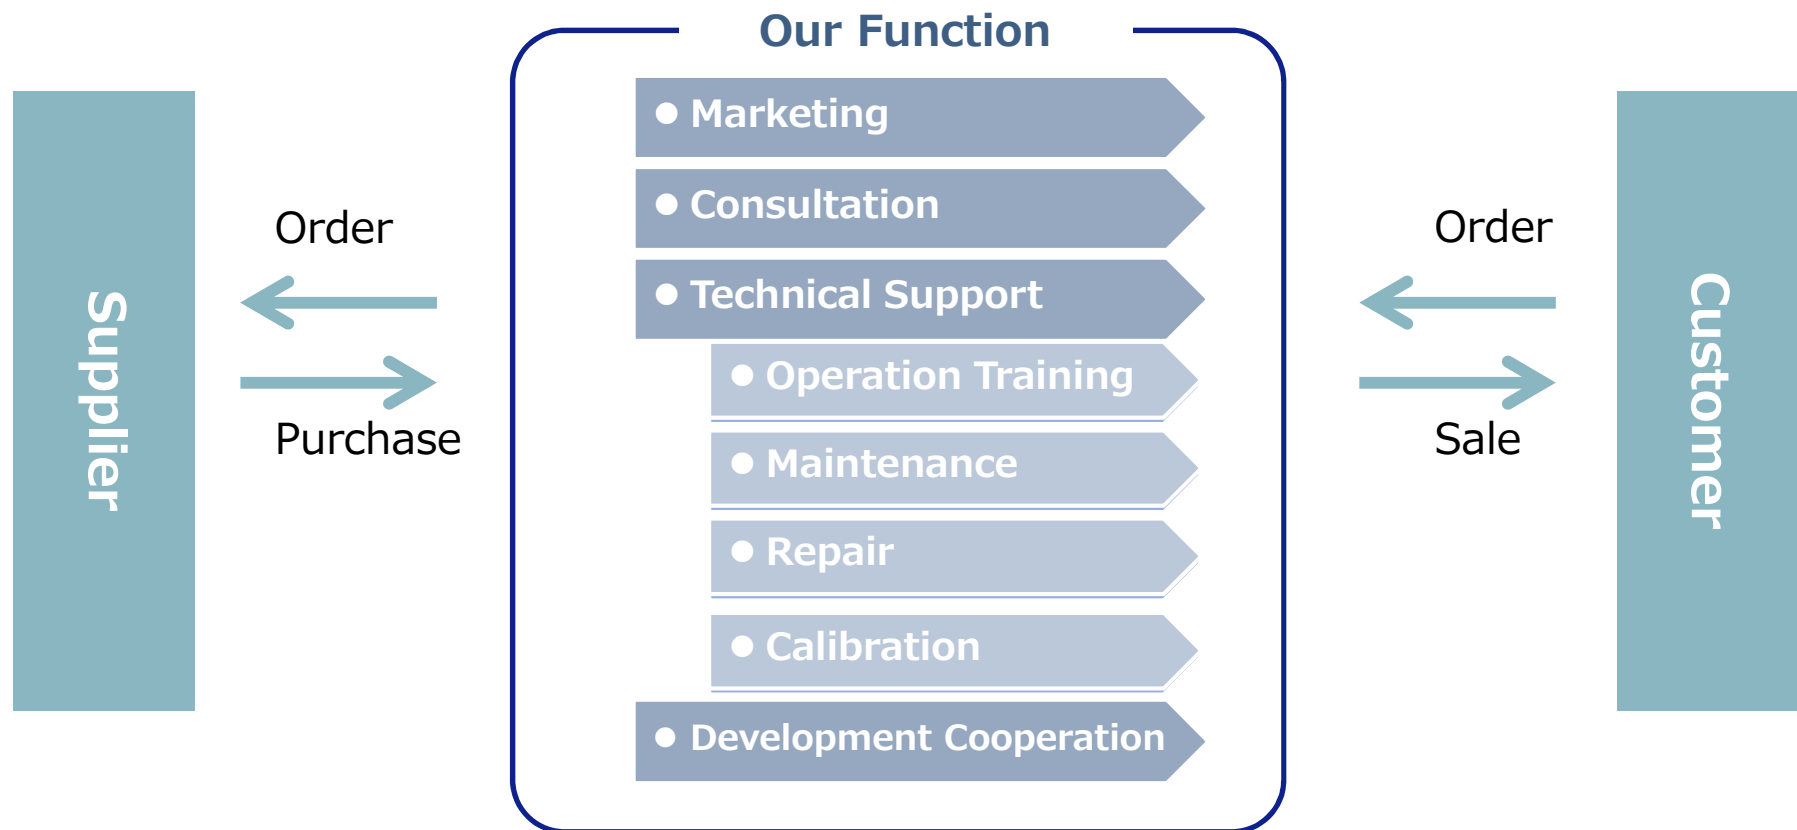 Our Function
Supplier
Order
Purchase
● Marketing
● Consultation
● Technical Support
● Operation Training
● Maintenance
● Repair
● Calibration
● Development Cooperation
Order
Sale
Customer